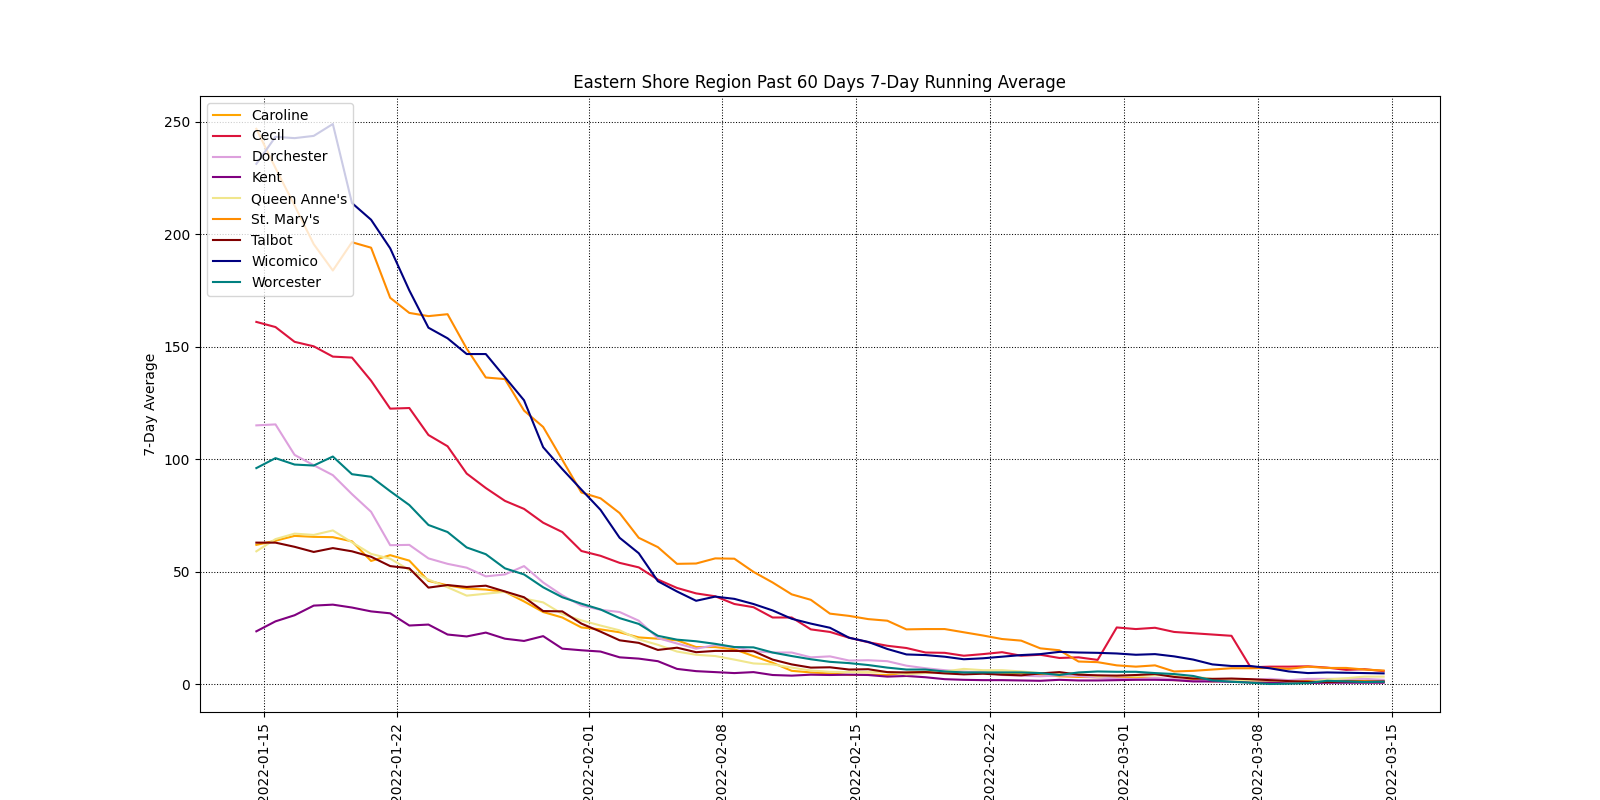 Eastern Shore Region Past 60 Days 7-Day Running Average
Caroline
Cecil
Dorchester
Kent
Queen Anne's
St. Mary's
Talbot
Wicomico
Worcester
7-Day Average
250
200
150
100
50
0
2022-01-15
2022-01-22
2022-02-01
2022-02-08
2022-02-15
2022-02-22
2022-03-01
2022-03-08
2022-03-15